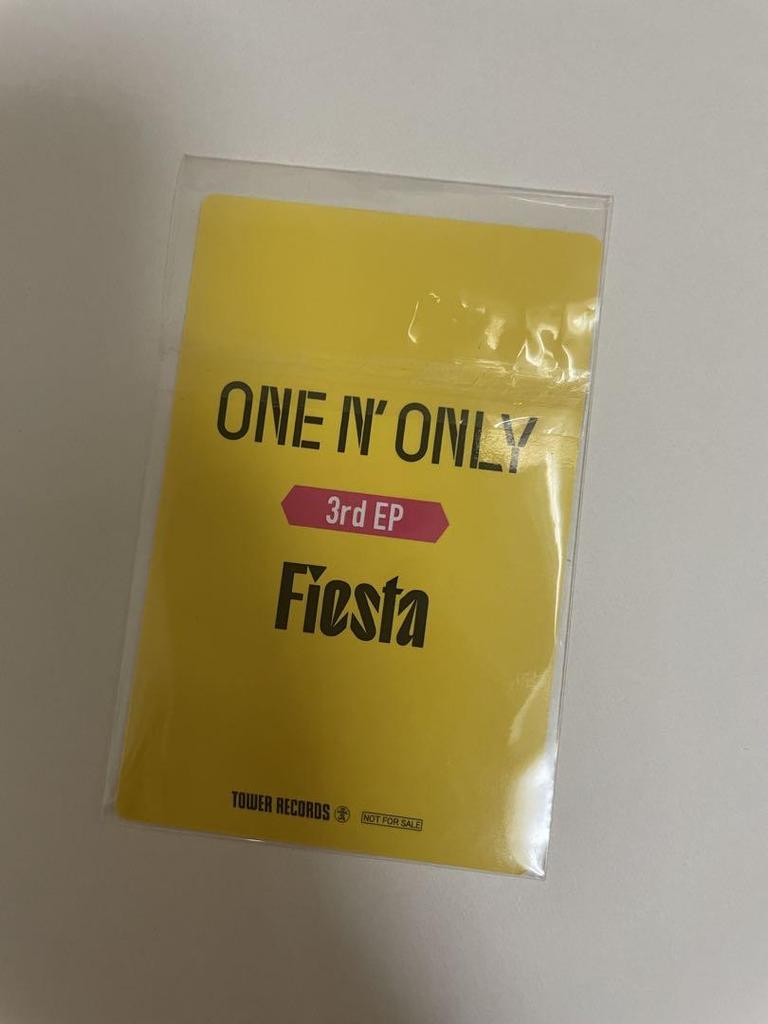 ONE N' ONLY
3rd EP
Fiesta
TOWER RECORDS NOT FOR SALE